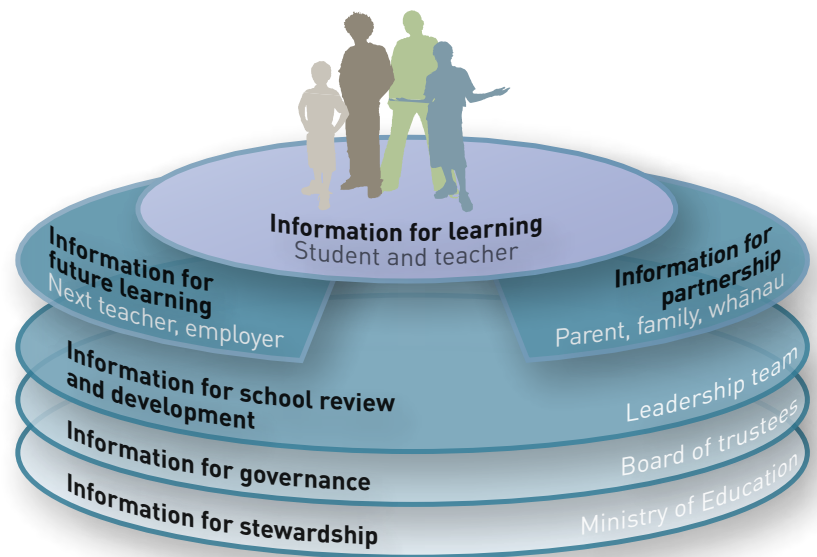 Information for learning
Student and teacher
Information for
future learning
Next teacher, employer
Information for
partnership
Parent, family, whānau
Information for school review
and development
Leadership team
Information for governance
Board of trustees
Information for stewardship
Ministry of Education